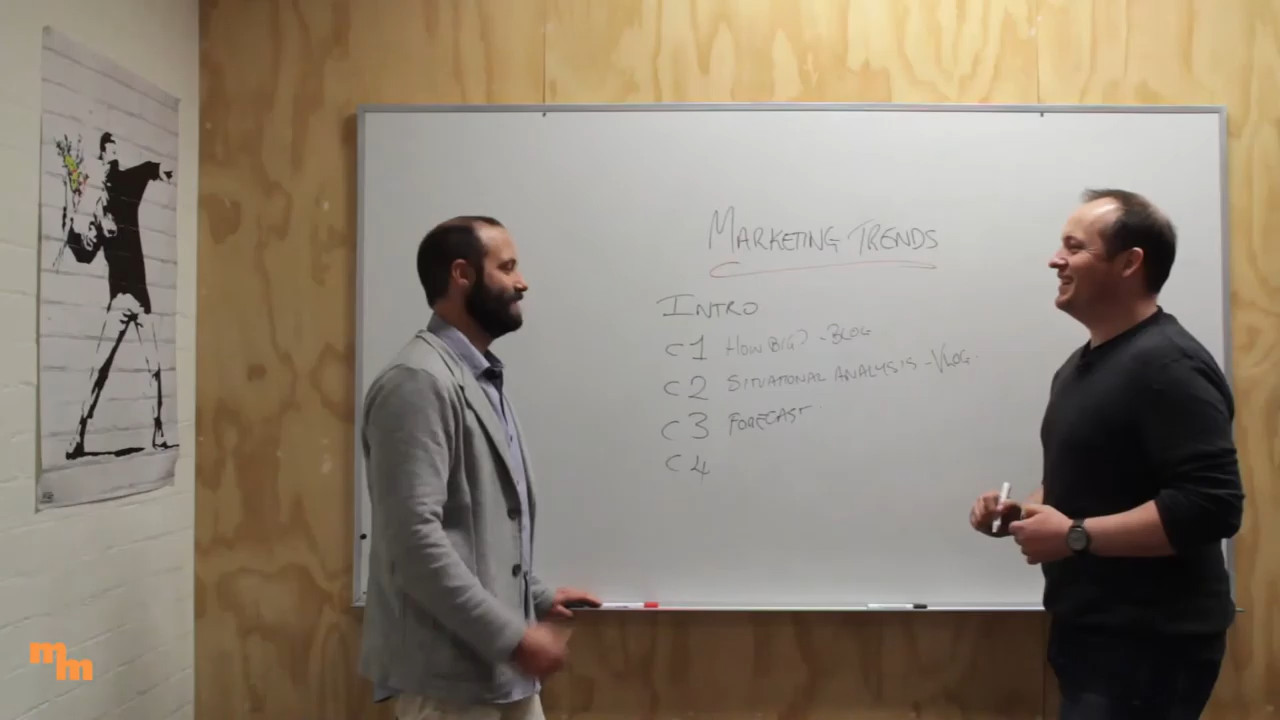 MARKETING TRENDS
INTRO
C1 HOW BIG? - BLOG
C2 SITUATIONAL ANALYSIS - VLOG
C3 FORECAST
C4
mm